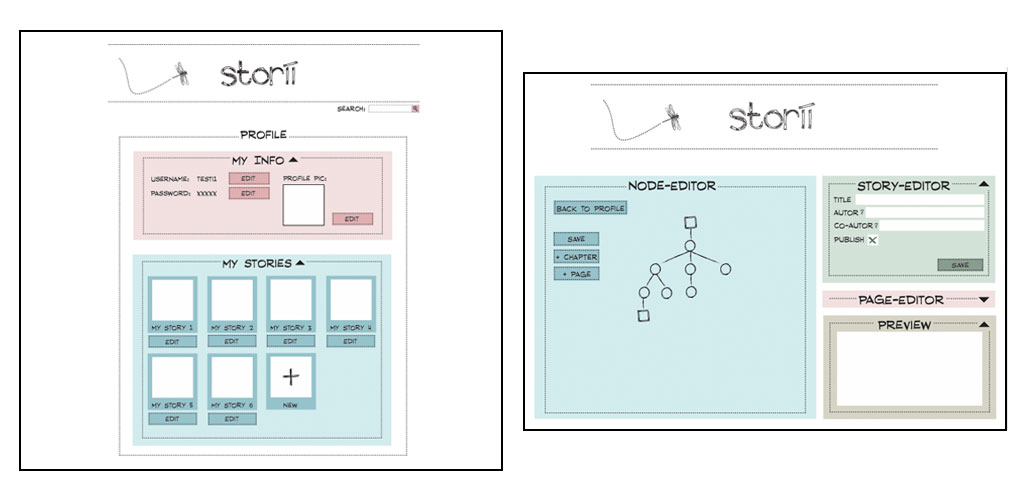 storii
SEARCH:
PROFILE
MY INFO
USERNAME: TEST12 EDIT PROFILE PIC:
PASSWORD: XXXXX EDIT
EDIT
MY STORIES
MY STORY 1 MY STORY 2 MY STORY 3 MY STORY 4
EDIT EDIT EDIT EDIT
MY STORY 5 MY STORY 6 NEW
EDIT EDIT
storii
NODE-EDITOR
BACK TO PROFILE
SAVE
+ CHAPTER
+ PAGE
STORY-EDITOR
TITLE
AUTOR ?
CO-AUTOR ?
PUBLISH X
SAVE
PAGE-EDITOR
PREVIEW